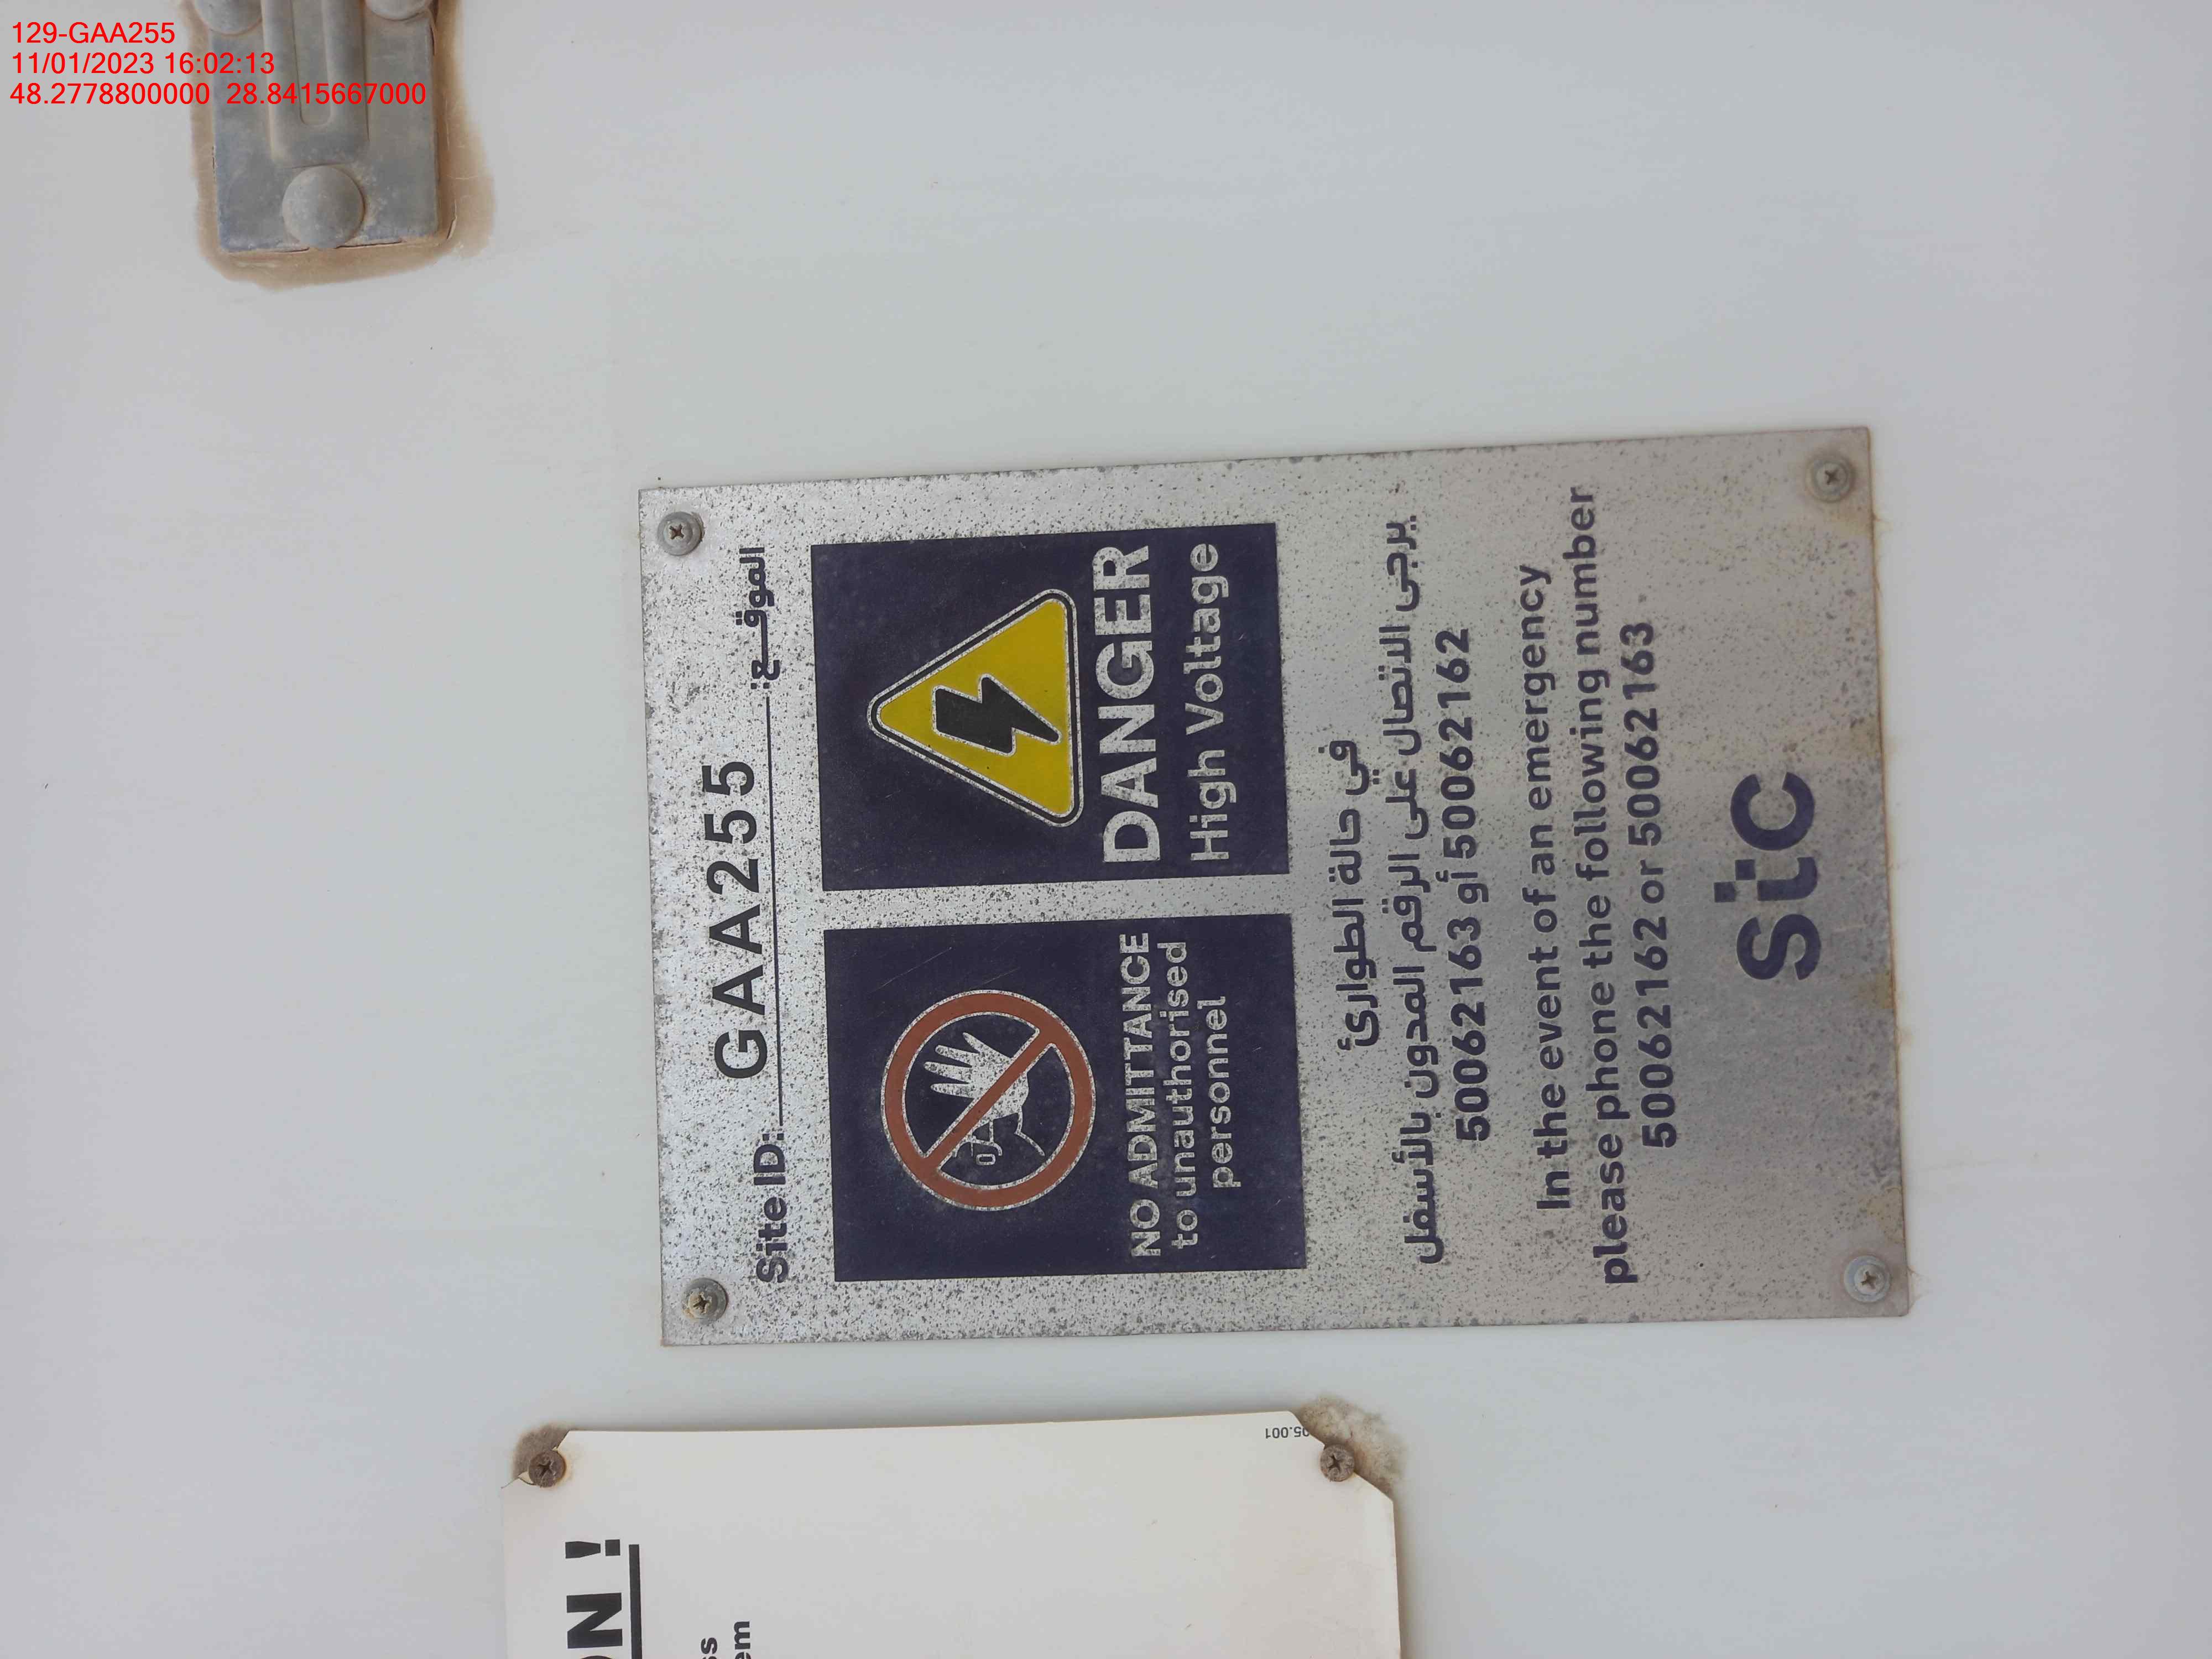 129-GAA255
11/01/2023 16:02:13
48.2778800000 28.8415667000
Site ID: GAA255 الموقـــع:
NO ADMITTANCE
to unauthorised
personnel
DANGER
High Voltage
في حالة الطوارئ
يرجى الاتصال على الرقم المدون بالأسفل
50062163 أو 50062162
In the event of an emergency
please phone the following number
50062162 or 50062163
stc